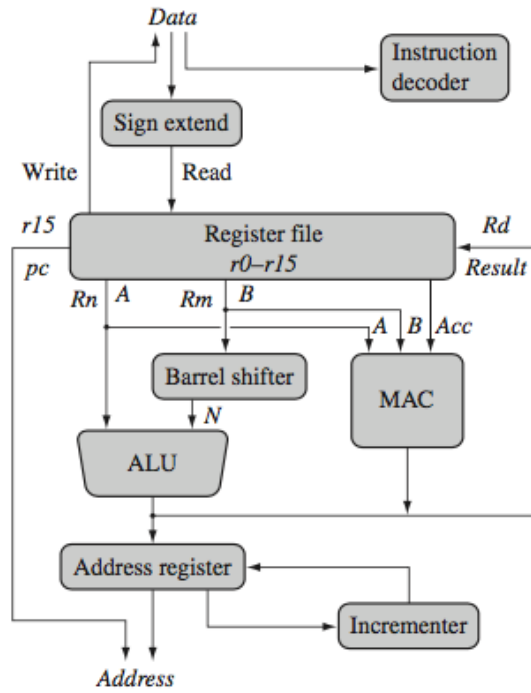 Data
Instruction
decoder
Sign extend
Write
Read
r15
Register file
Rd
pc
r0–r15
Result
Rn
A
Rm
B
A
B
Acc
Barrel shifter
MAC
N
ALU
Address register
Incrementer
Address